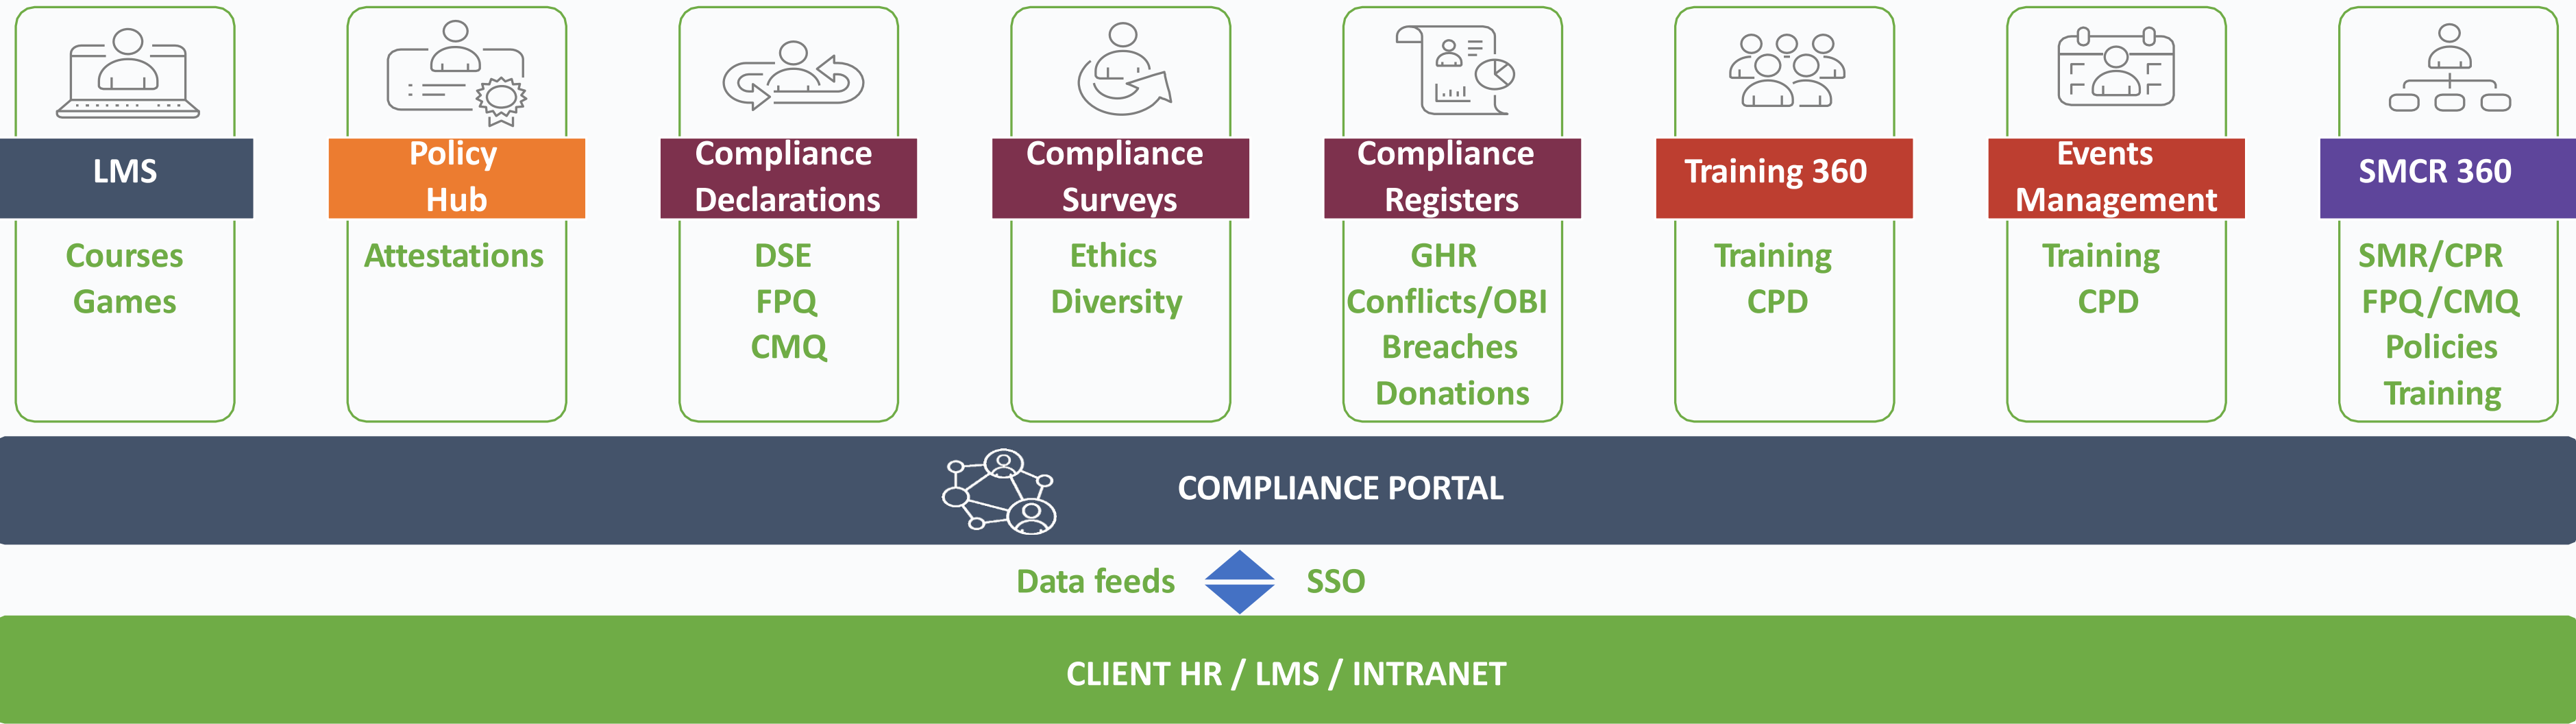 LMS
Courses
Games
Policy
Hub
Attestations
Compliance
Declarations
DSE
FPQ
CMQ
Compliance
Surveys
Ethics
Diversity
Compliance
Registers
GHR
Conflicts/OBI
Breaches
Donations
Training 360
Training
CPD
Events
Management
Training
CPD
SMCR 360
SMR/CPR
FPQ/CMQ
Policies
Training
COMPLIANCE PORTAL
Data feeds SSO
CLIENT HR / LMS / INTRANET